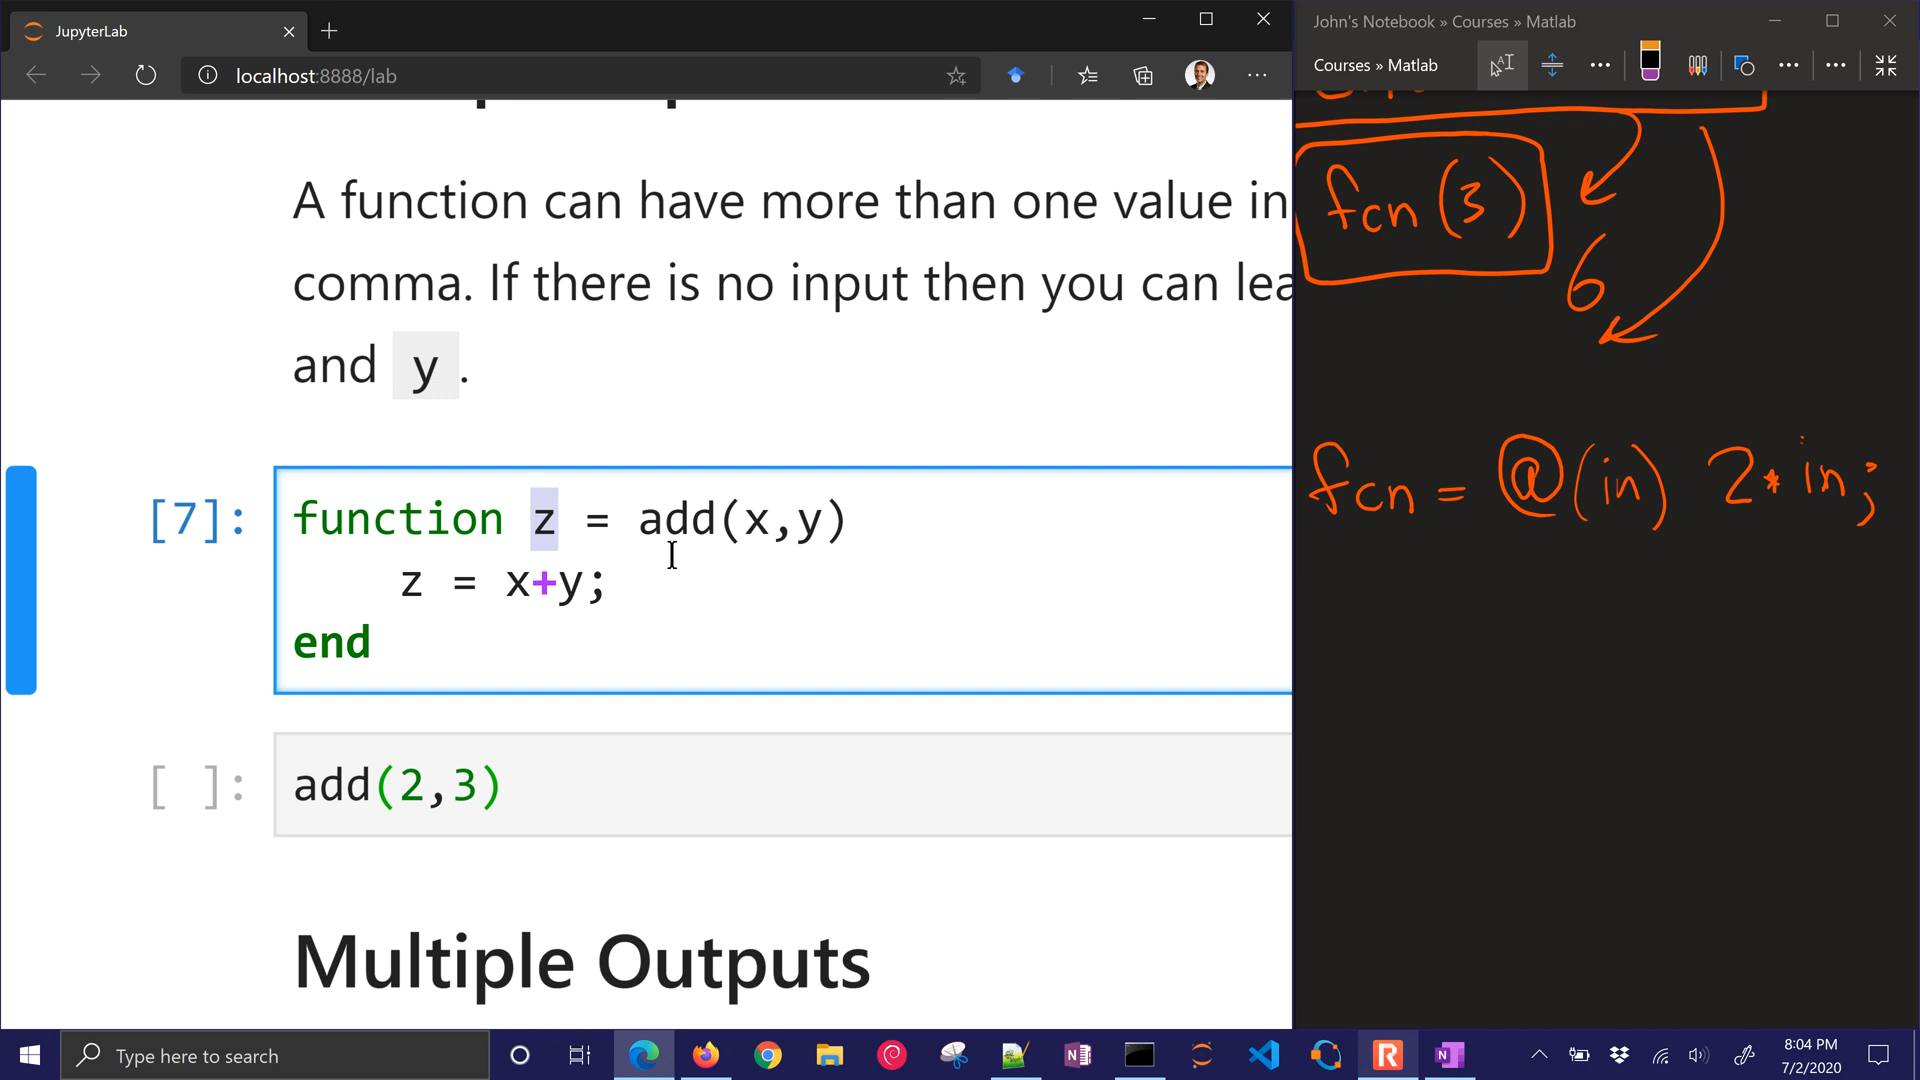 JupyterLab
localhost:8888/lab
A function can have more than one value in
comma. If there is no input then you can lea
and y .
[7]:
function z = add(x,y)
z = x+y;
end
[ ]:
add(2,3)
Multiple Outputs
John's Notebook » Courses » Matlab
Courses » Matlab
fcn (3)
6
fcn = @(in) 2*in;
Type here to search
8:04 PM
7/2/2020